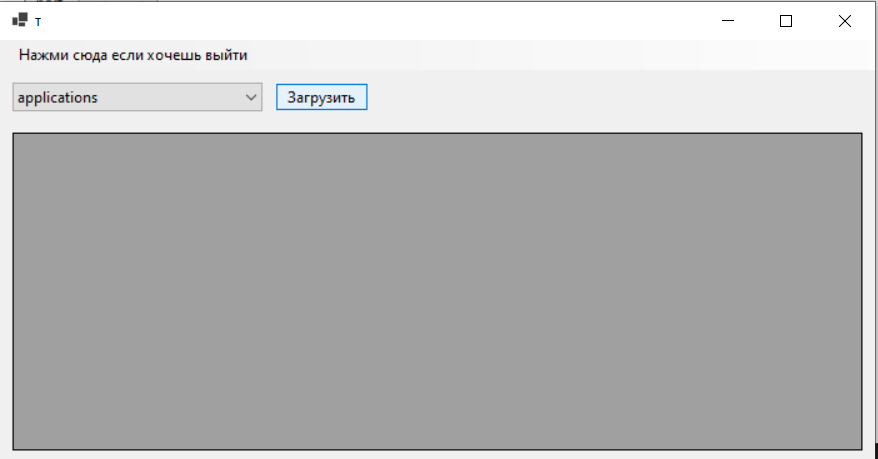 т
Нажми сюда если хочешь выйти
applications
Загрузить